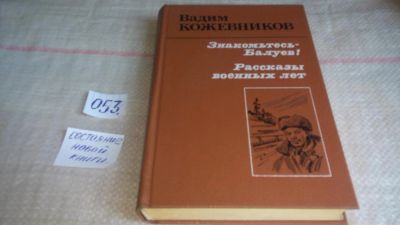 Вадим
КОЖЕВНИКОВ
Знакомьтесь-
Балуев!
Рассказы
военных лет
053
СОСТОЯНИЕ
НОВОЙ
КНИГИ